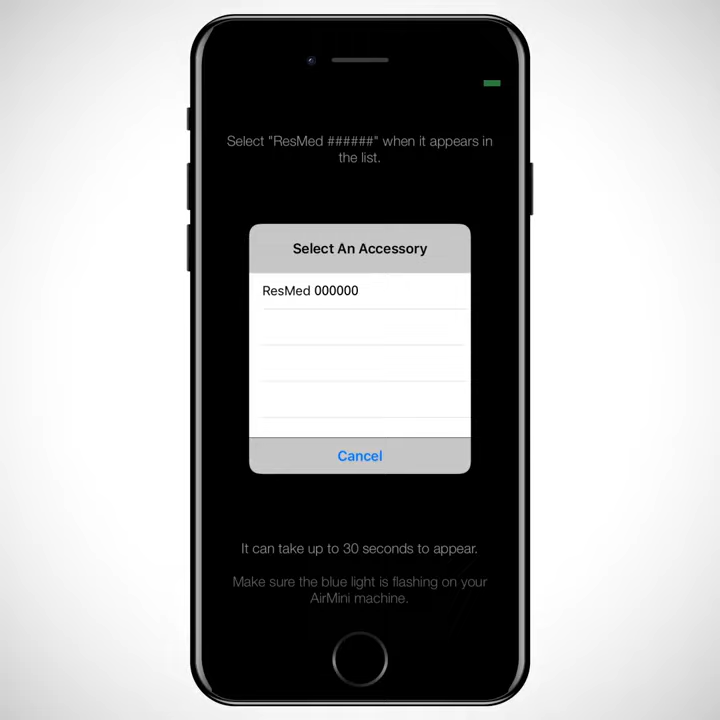 Select "ResMed ######" when it appears in
the list.
Select An Accessory
ResMed 000000
Cancel
It can take up to 30 seconds to appear.
Make sure the blue light is flashing on your
AirMini machine.